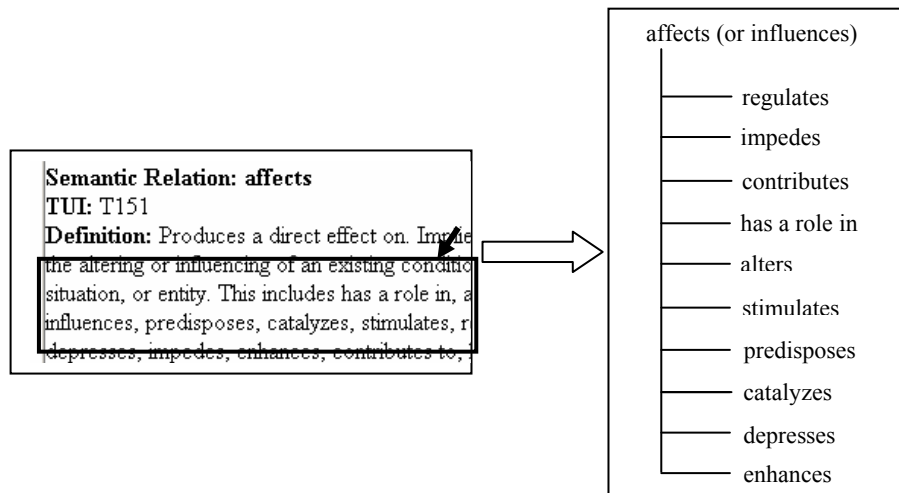 Semantic Relation: affects
TUI: T151
Definition: Produces a direct effect on.
the altering or influencing of an existing
situation, or entity. This includes has a role in,
influences, predisposes, catalyzes, stimulates,
depresses, impedes, enhances, contributes to,
affects (or influences)
regulates
impedes
contributes
has a role in
alters
stimulates
predisposes
catalyzes
depresses
enhances